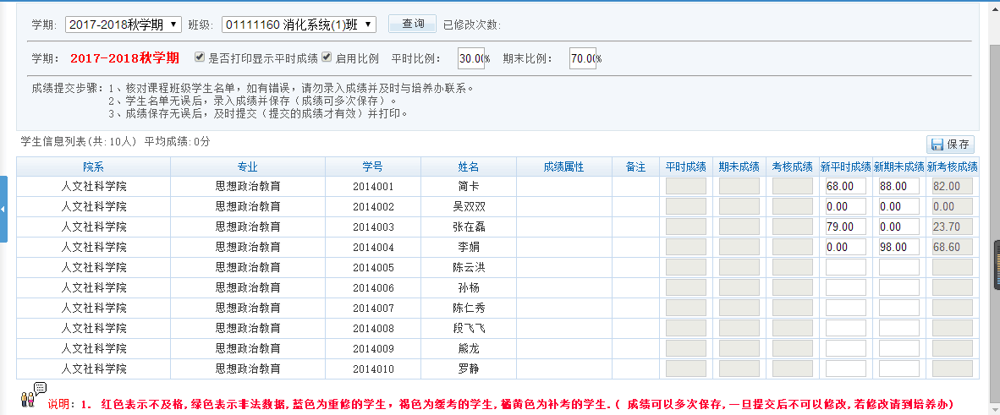 学期: 2017-2018秋学期 班级: 01111160 消化系统(1)班 查询 已修改次数:
学期: 2017-2018秋学期 是否打印显示平时成绩 启用比例 平时比例: 30.00% 期末比例: 70.00%
成绩提交步骤: 1、核对课程班级学生名单，如有错误，请勿录入成绩并及时与培养办联系。
2、学生名单无误后，录入成绩并保存（成绩可多次保存）。
3、成绩保存无误后，及时提交（提交的成绩才有效）并打印。
学生信息列表(共:10人) 平均成绩:0分 保存
院系 专业 学号 姓名 成绩属性 备注 平时成绩 期末成绩 考核成绩 新平时成绩 新期末成绩 新考核成绩
人文社科学院 思想政治教育 2014001 简卡 68.00 88.00 82.00
人文社科学院 思想政治教育 2014002 吴双双 0.00 0.00 0.00
人文社科学院 思想政治教育 2014003 张在磊 79.00 0.00 23.70
人文社科学院 思想政治教育 2014004 李娟 0.00 98.00 68.60
人文社科学院 思想政治教育 2014005 陈云洪
人文社科学院 思想政治教育 2014006 孙杨
人文社科学院 思想政治教育 2014007 陈仁秀
人文社科学院 思想政治教育 2014008 段飞飞
人文社科学院 思想政治教育 2014009 熊龙
人文社科学院 思想政治教育 2014010 罗静
说明: 1. 红色表示不及格,绿色表示非法数据,蓝色为重修的学生，褐色为缓考的学生,橘黄色为补考的学生.( 成绩可以多次保存,一旦提交后不可以修改,若修改请到培养办)